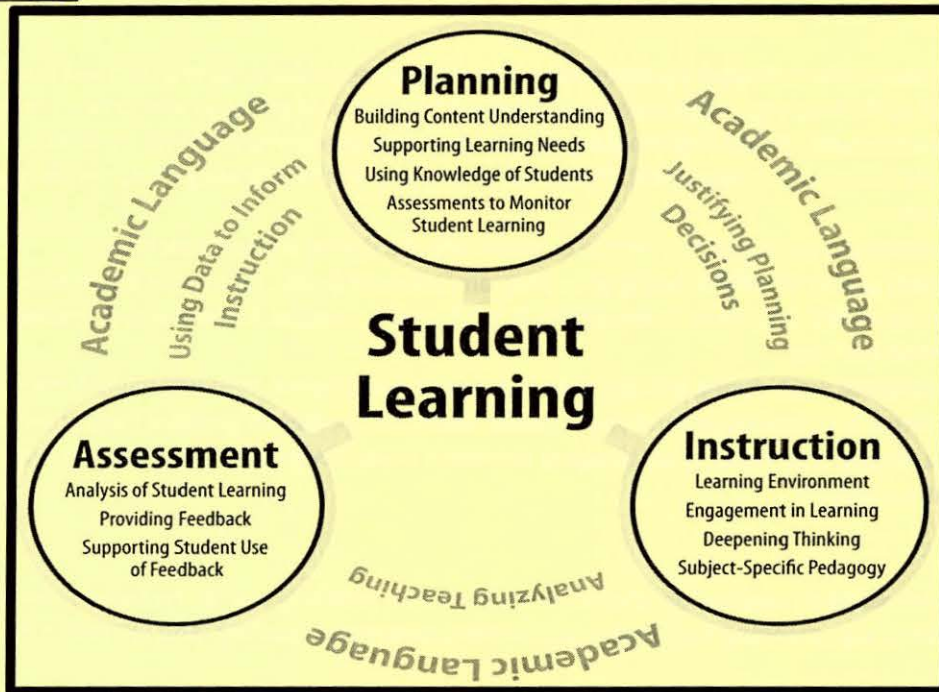 Planning
Building Content Understanding
Supporting Learning Needs
Using Knowledge of Students
Assessments to Monitor
Student Learning
Academic Language
Using Data to Inform
Instruction
Academic Language
Justifying Planning
Decisions
Student
Learning
Assessment
Analysis of Student Learning
Providing Feedback
Supporting Student Use
of Feedback
Instruction
Learning Environment
Engagement in Learning
Deepening Thinking
Subject-Specific Pedagogy
Analyzing Teaching
Academic Language